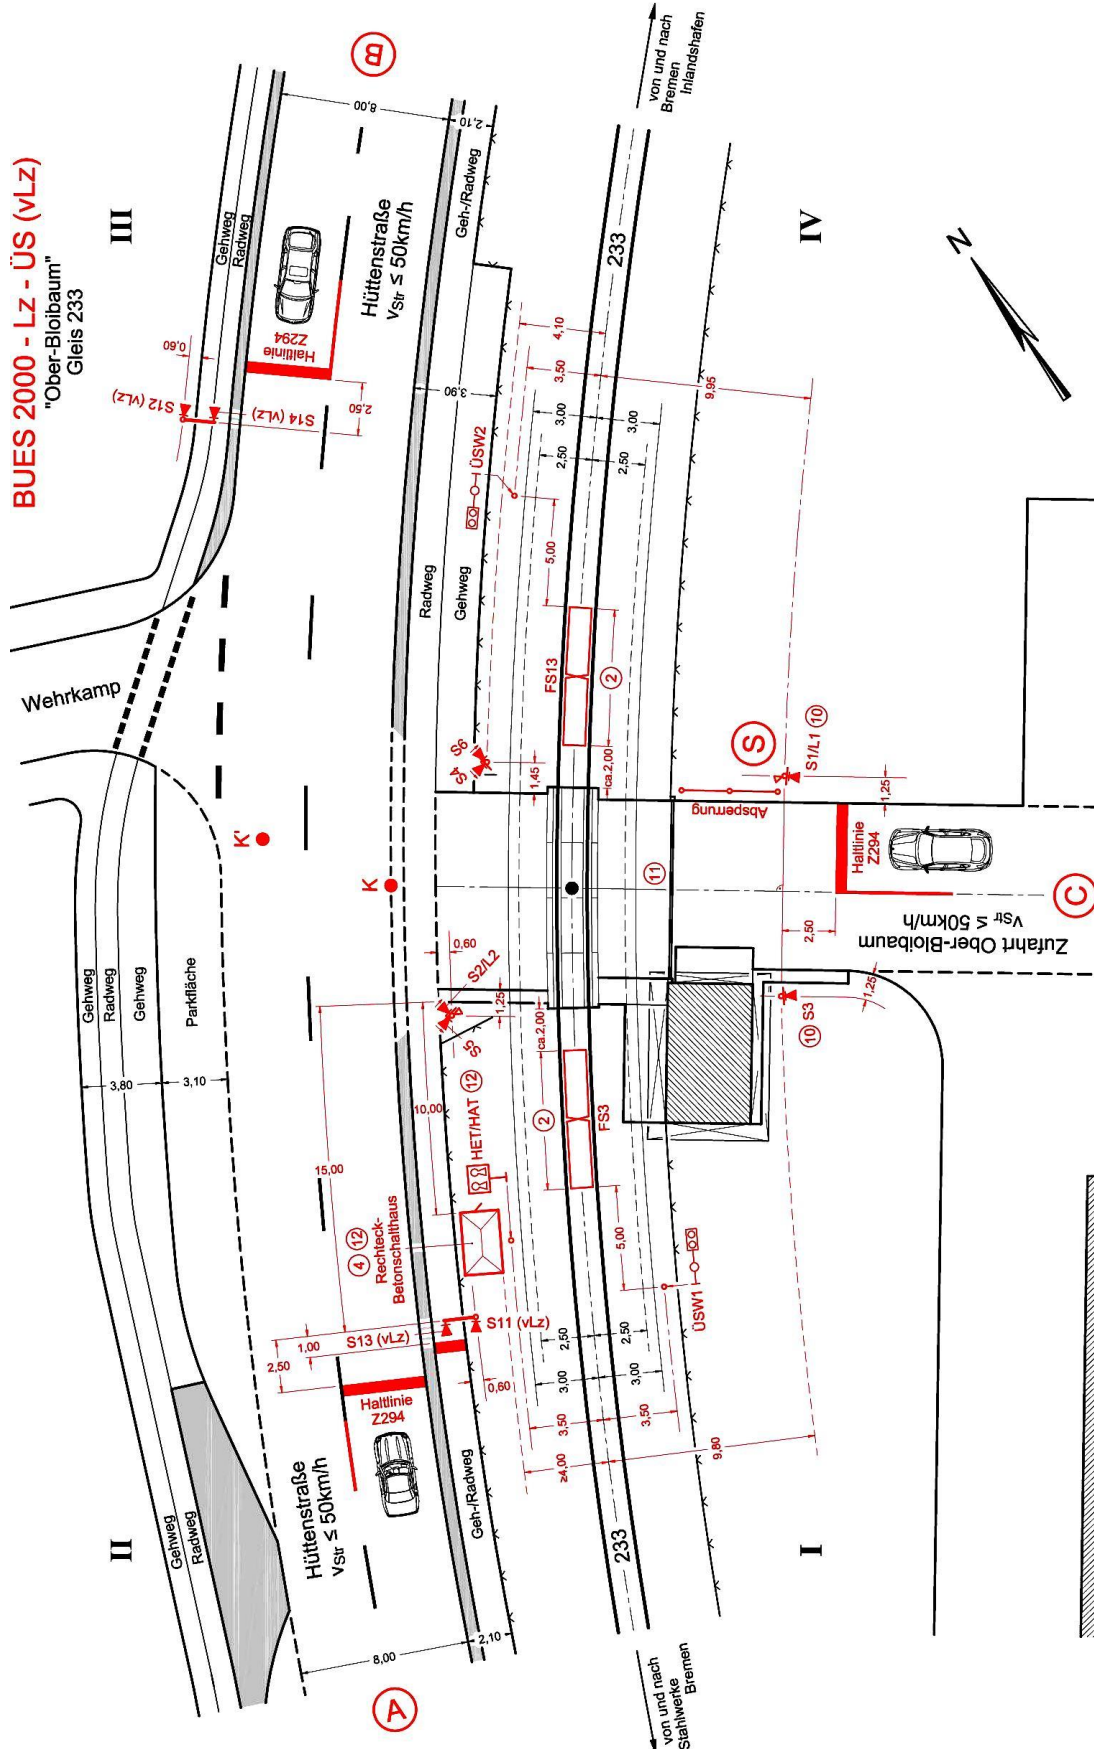 BUES 2000 - Lz - ÜS (vLz)
"Ober-Bloibaum"
Gleis 233
II
III
I
IV
A
B
C
S
N
Wehrkamp
K'
K
Gehweg
Radweg
Gehweg
Radweg
Gehweg
Parkfläche
3,80
3,10
Gehweg
Radweg
S12 (vLz)
S14 (vLz)
0,60
2,50
Haltlinie
Z294
Hüttenstraße
vStr ≤ 50km/h
8,00
2,10
Geh-/Radweg
Radweg
Gehweg
3,90
Hüttenstraße
vStr ≤ 50km/h
8,00
2,10
Geh-/Radweg
Haltlinie
Z294
2,50
1,00
15,00
10,00
S13 (vLz)
S11 (vLz)
0,60
4 12
Rechteck-
Betonschalthaus
HET/HAT 12
S5
S2/L2
0,60
1,25
ca.2,00
S4
S6
1,45
ca.2,00
FS3
2
FS13
2
5,00
ÜSW1
5,00
ÜSW2
2,50
2,50
3,00
3,00
3,50
3,50
≥4,00
9,80
2,50
2,50
3,00
3,00
3,50
4,10
9,95
233
233
von und nach
Stahlwerke
Bremen
von und nach
Bremen
Inlandshafen
11
Absperrung
S1/L1 10
1,25
10 S3
1,25
2,50
Haltlinie
Z294
Zufahrt Ober-Bloibaum
vStr ≤ 50km/h